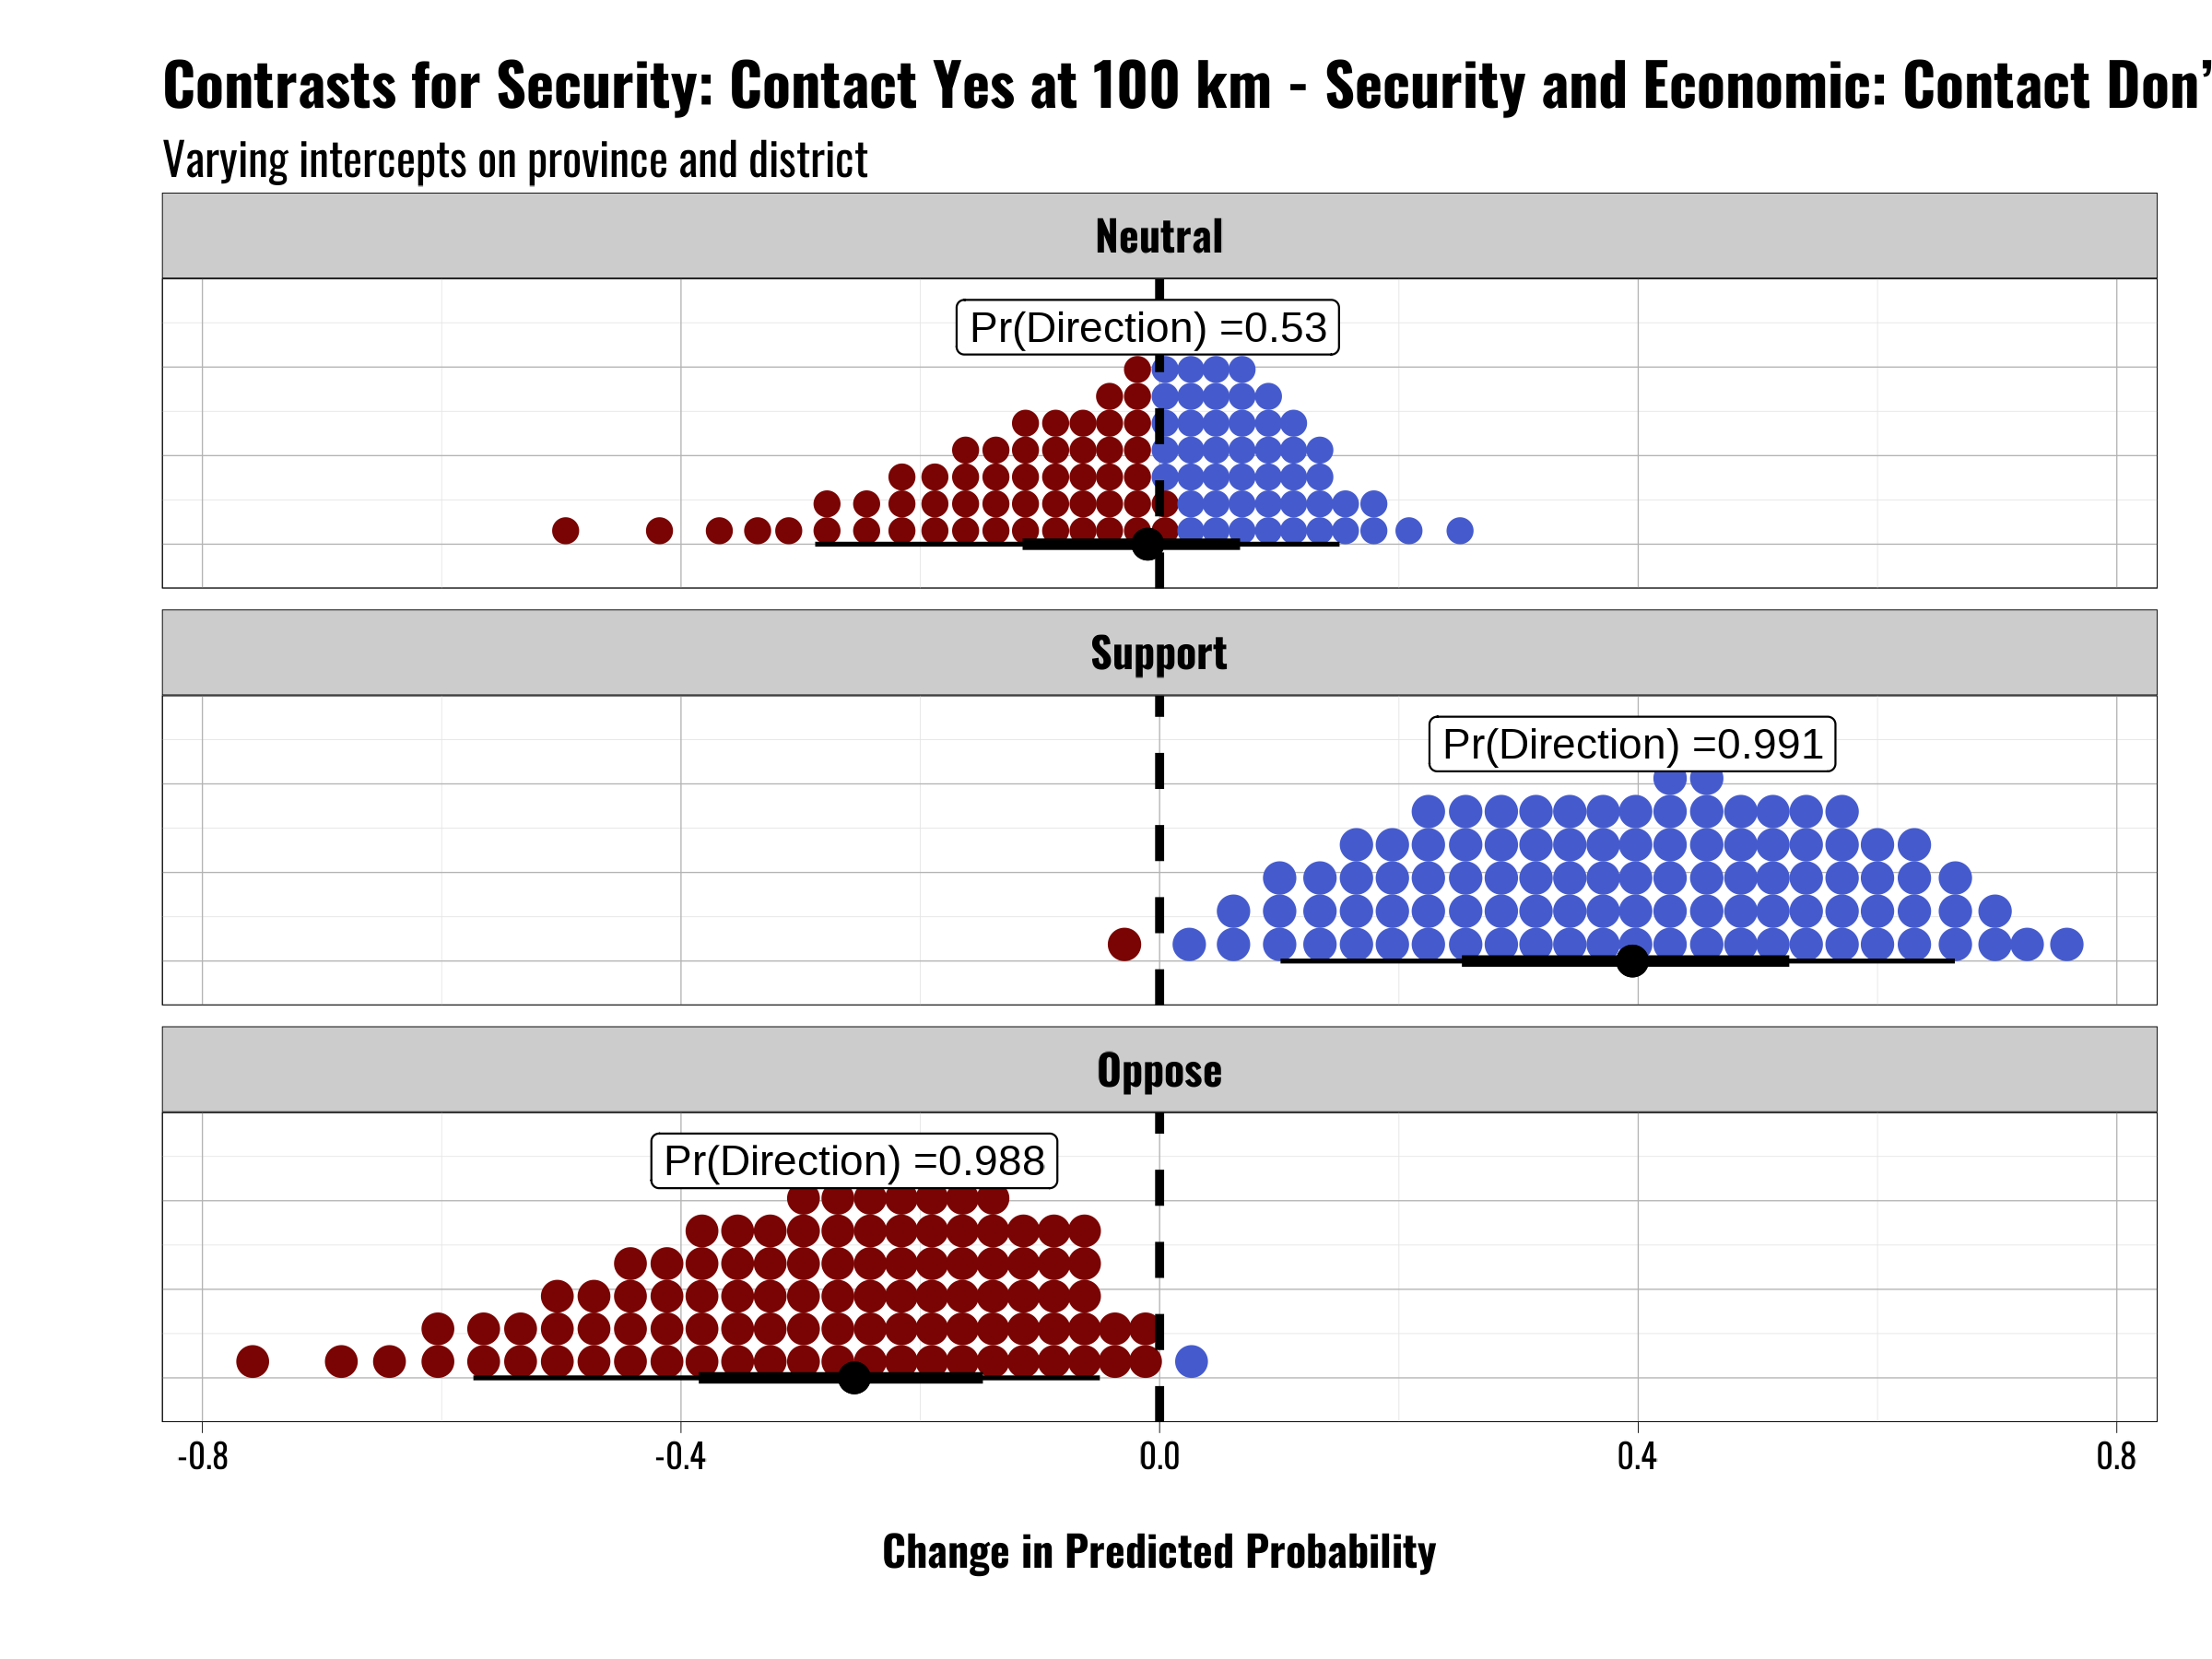 Contrasts for Security: Contact Yes at 100 km - Security and Economic: Contact Don’
Varying intercepts on province and district
Neutral
Pr(Direction) =0.53
Support
Pr(Direction) =0.991
Oppose
Pr(Direction) =0.988
-0.8 -0.4 0.0 0.4 0.8
Change in Predicted Probability